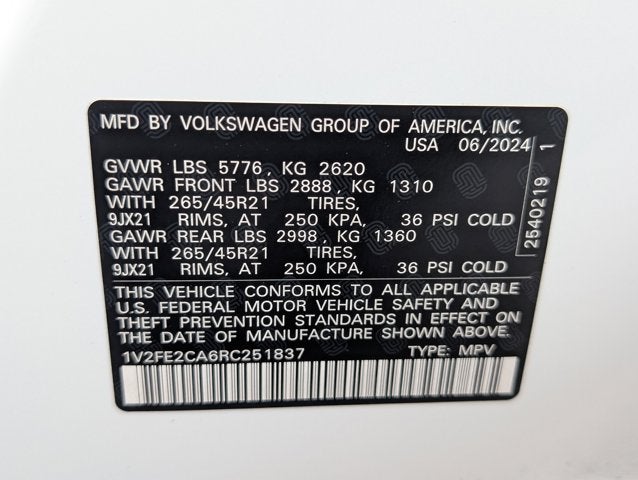 MFD BY VOLKSWAGEN GROUP OF AMERICA, INC.
USA 06/2024 1
GVWR LBS 5776, KG 2620
GAWR FRONT LBS 2888, KG 1310
WITH 265/45R21 TIRES,
9JX21 RIMS, AT 250 KPA, 36 PSI COLD
GAWR REAR LBS 2998, KG 1360
WITH 265/45R21 TIRES,
9JX21 RIMS, AT 250 KPA, 36 PSI COLD
2540219
THIS VEHICLE CONFORMS TO ALL APPLICABLE
U.S. FEDERAL MOTOR VEHICLE SAFETY AND
THEFT PREVENTION STANDARDS IN EFFECT ON
THE DATE OF MANUFACTURE SHOWN ABOVE.
1V2FE2CA6RC251837 TYPE: MPV